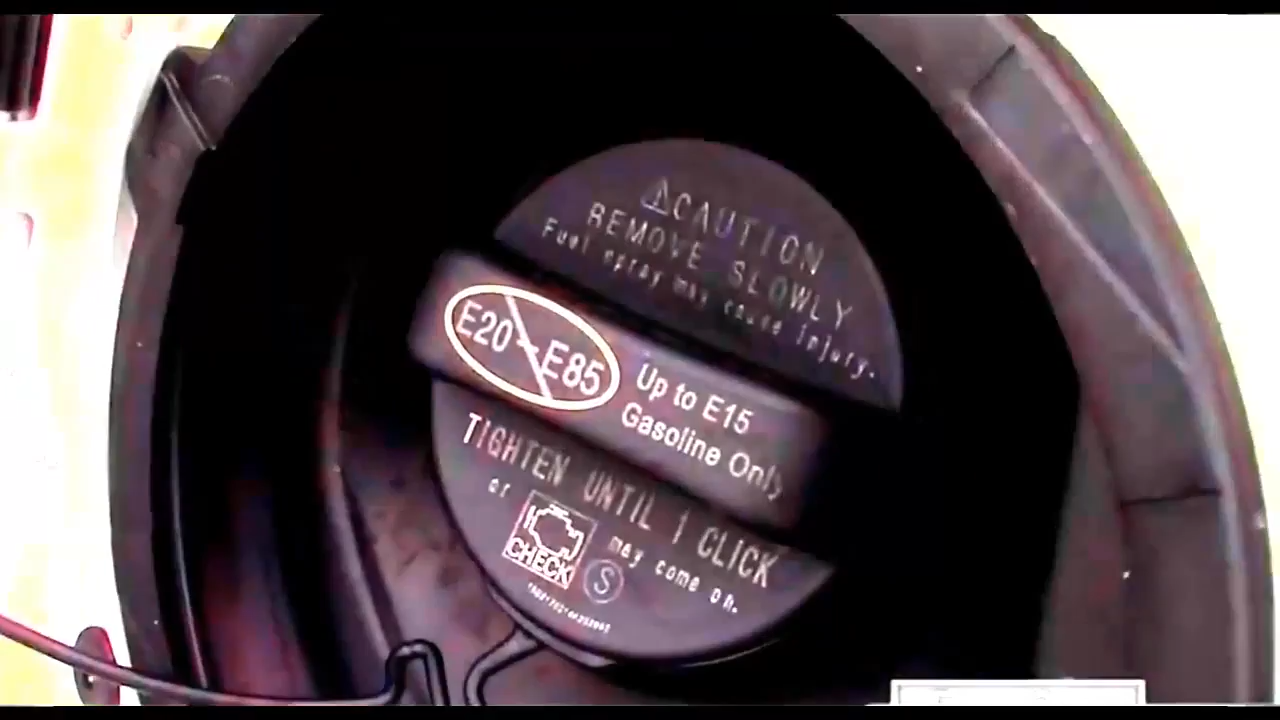 ⚠CAUTION
REMOVE SLOWLY
Fuel spray may cause injury.
E20-E85
Up to E15
Gasoline Only
TIGHTEN UNTIL 1 CLICK
or CHECK may come on.
S